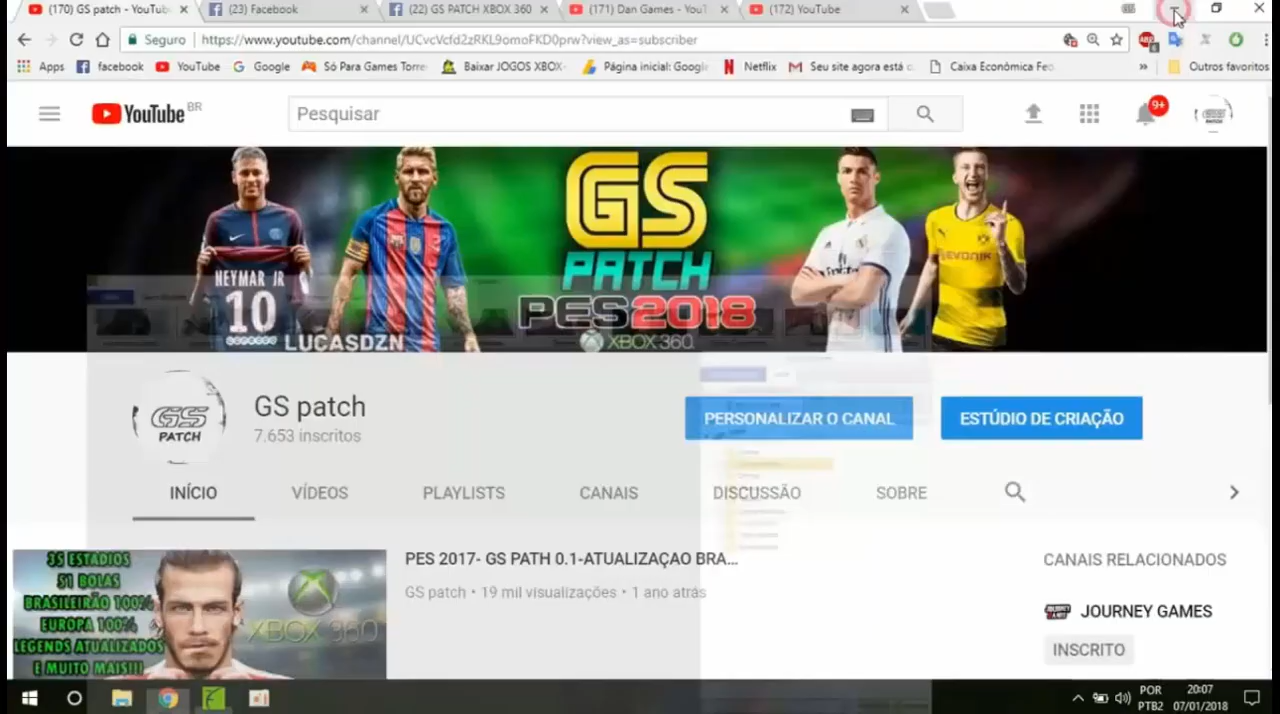 (170) GS patch - YouTub
(23) Facebook
(22) GS PATCH XBOX 360
(171) Dan Games - YouT
(172) YouTube
Seguro
https://www.youtube.com/channel/UCvcVcfd2zRKL9omoFKD0prw?view_as=subscriber
Apps
facebook
YouTube
Google
Só Para Games Torre
Baixar JOGOS XBOX-
Página inicial: Googl
Netflix
Seu site agora está c
Caixa Econômica Fed
Outros favoritos
YouTube BR
Pesquisar
9+
GS
PATCH
PES2018
XBOX 360
NEYMAR JR
10
LUCASDZN
EVONIK
GS
PATCH
GS patch
7.653 inscritos
PERSONALIZAR O CANAL
ESTÚDIO DE CRIAÇÃO
INÍCIO
VÍDEOS
PLAYLISTS
CANAIS
DISCUSSÃO
SOBRE
35 ESTADIOS
51 BOLAS
BRASILEIRÃO 100%
EUROPA 100%
LEGENDS ATUALIZADOS
E MUITO MAIS!!!
XBOX 360
PES 2017- GS PATH 0.1-ATUALIZAÇAO BRA...
GS patch • 19 mil visualizações • 1 ano atrás
CANAIS RELACIONADOS
JOURNEY GAMES
INSCRITO
POR
PTB2
20:07
07/01/2018